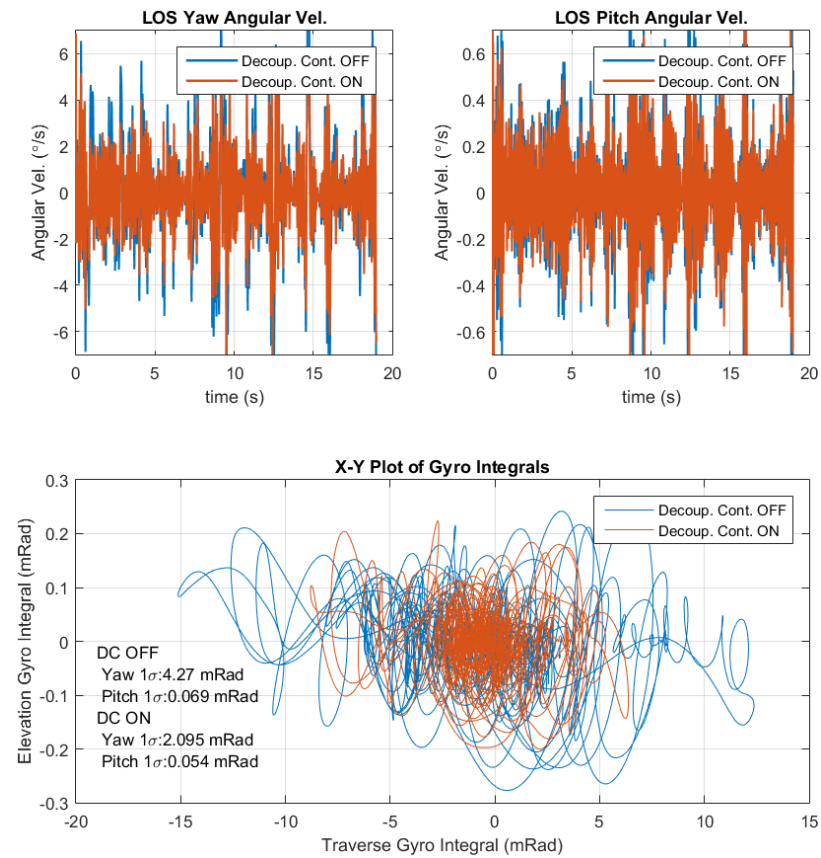 LOS Yaw Angular Vel.
6
4
2
0
-2
-4
-6
Angular Vel. (°/s)
0 5 10 15 20
time (s)
Decoup. Cont. OFF
Decoup. Cont. ON
LOS Pitch Angular Vel.
0.6
0.4
0.2
0
-0.2
-0.4
-0.6
Angular Vel. (°/s)
0 5 10 15 20
time (s)
Decoup. Cont. OFF
Decoup. Cont. ON
X-Y Plot of Gyro Integrals
0.3
0.2
0.1
0
-0.1
-0.2
-0.3
Elevation Gyro Integral (mRad)
Decoup. Cont. OFF
Decoup. Cont. ON
DC OFF
Yaw 1σ:4.27 mRad
Pitch 1σ:0.069 mRad
DC ON
Yaw 1σ:2.095 mRad
Pitch 1σ:0.054 mRad
-20 -15 -10 -5 0 5 10 15
Traverse Gyro Integral (mRad)